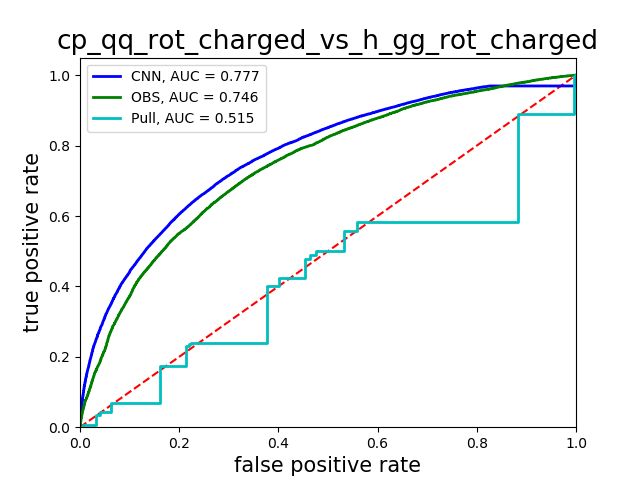 cp_qq_rot_charged_vs_h_gg_rot_charged
CNN, AUC = 0.777
OBS, AUC = 0.746
Pull, AUC = 0.515
true positive rate
1.0
0.8
0.6
0.4
0.2
0.0
0.0 0.2 0.4 0.6 0.8 1.0
false positive rate